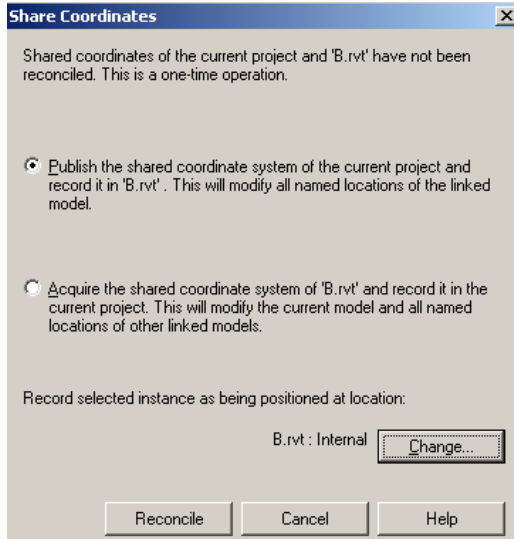 Share Coordinates
Shared coordinates of the current project and 'B.rvt' have not been
reconciled. This is a one-time operation.
Publish the shared coordinate system of the current project and
record it in 'B.rvt' . This will modify all named locations of the linked
model.
Acquire the shared coordinate system of 'B.rvt' and record it in the
current project. This will modify the current model and all named
locations of other linked models.
Record selected instance as being positioned at location:
B.rvt : Internal Change...
Reconcile Cancel Help